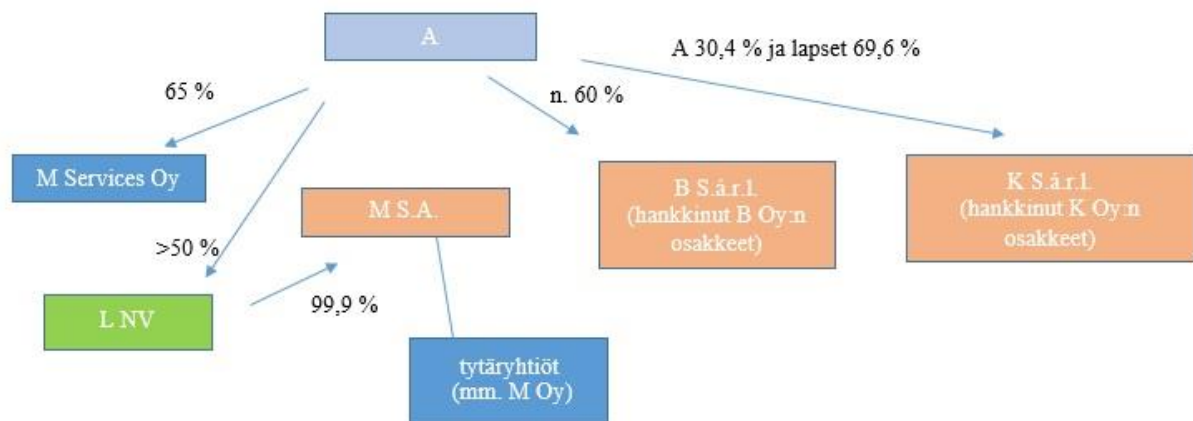 A
A 30,4 % ja lapset 69,6 %
65 %
n. 60 %
M Services Oy
M S.A.
B S.á.r.l.
(hankkinut B Oy:n
osakkeet)
K S.á.r.l.
(hankkinut K Oy:n
osakkeet)
>50 %
L NV
99,9 %
tytäryhtiöt
(mm. M Oy)